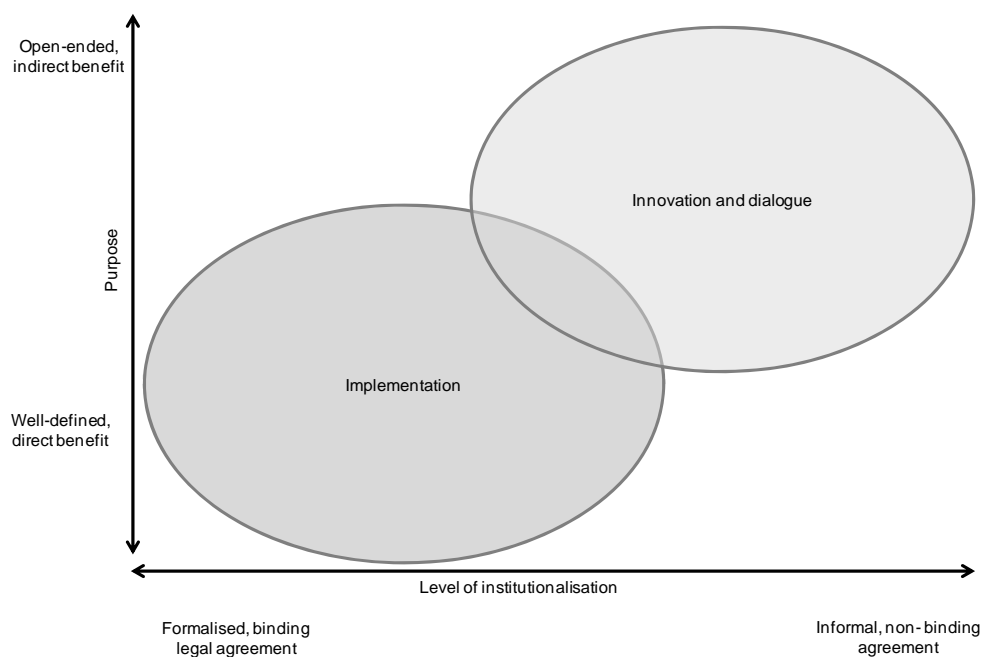 Open-ended,
indirect benefit
Innovation and dialogue
Purpose
Implementation
Well-defined,
direct benefit
Level of institutionalisation
Formalised, binding
legal agreement
Informal, non-binding
agreement